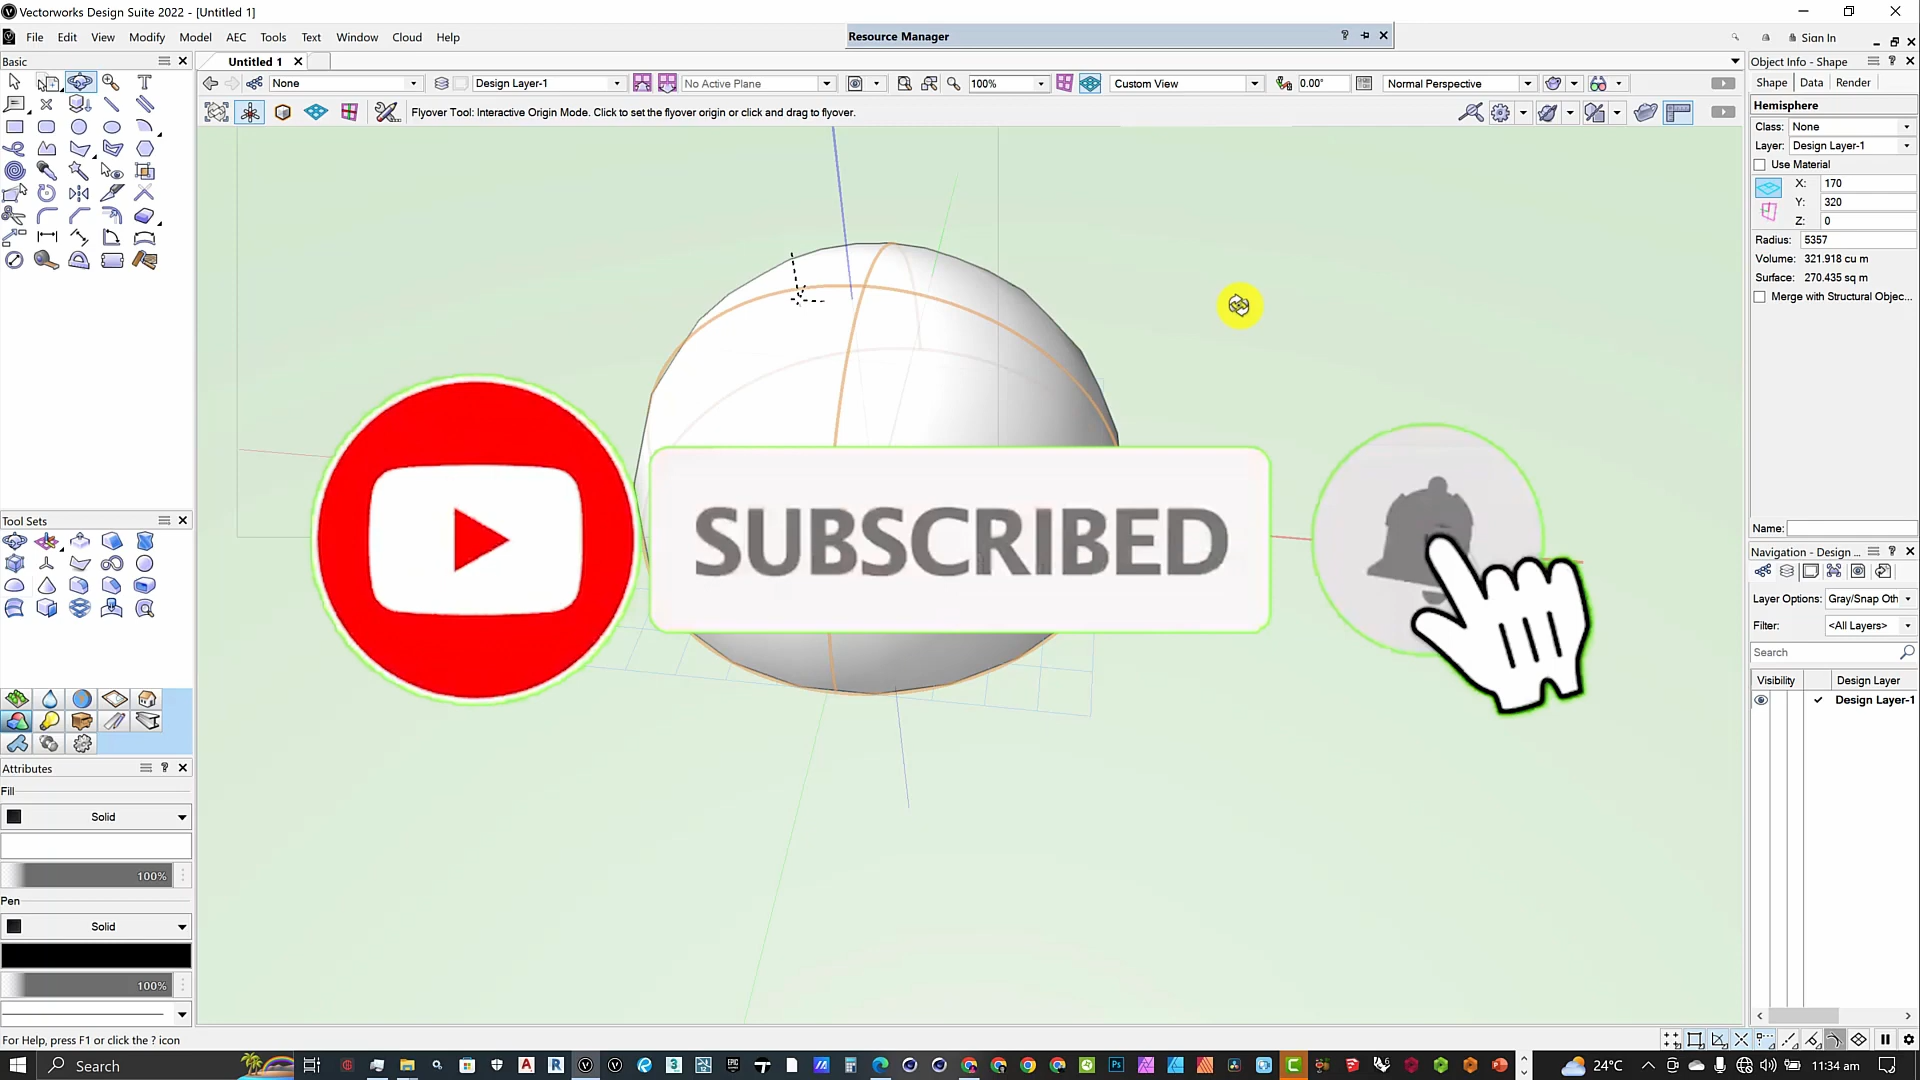 Vectorworks Design Suite 2022 - [Untitled 1]
File Edit View Modify Model AEC Tools Text Window Cloud Help
Resource Manager
Sign In
Basic
Untitled 1
None
Design Layer-1
No Active Plane
100%
Custom View
0.00°
Normal Perspective
Flyover Tool: Interactive Origin Mode. Click to set the flyover origin or click and drag to flyover.
Object Info - Shape
Shape Data Render
Hemisphere
Class: None
Layer: Design Layer-1
Use Material
X: 170
Y: 320
Z: 0
Radius: 5357
Volume: 321.918 cu m
Surface: 270.435 sq m
Merge with Structural Objec...
SUBSCRIBED
Name:
Tool Sets
Navigation - Design ...
Layer Options: Gray/Snap Oth
Filter: <All Layers>
Search
Visibility Design Layer
Design Layer-1
Attributes
Fill
Solid
100%
Pen
Solid
100%
For Help, press F1 or click the ? icon
Search
24°C
11:34 am